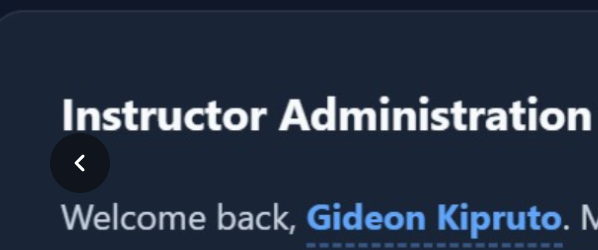 Instructor Administration
Welcome back, Gideon Kipruto. M